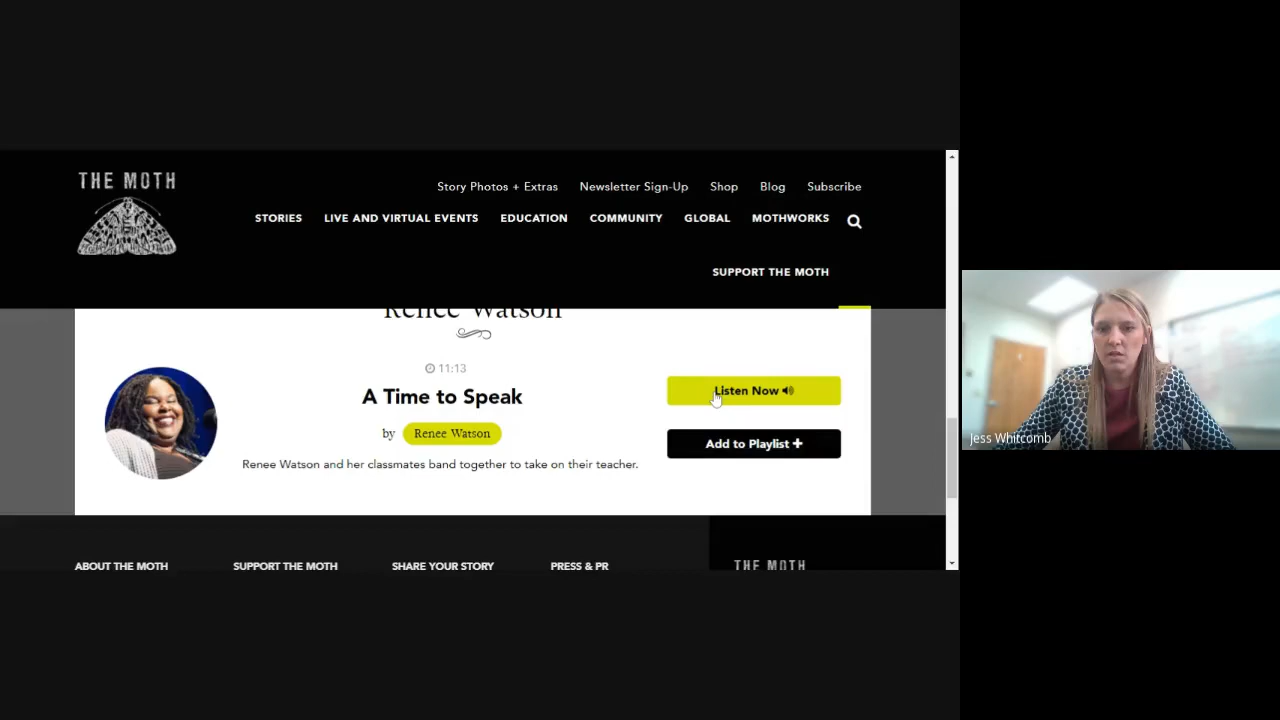 THE MOTH
Story Photos + Extras Newsletter Sign-Up Shop Blog Subscribe
STORIES LIVE AND VIRTUAL EVENTS EDUCATION COMMUNITY GLOBAL MOTHWORKS
SUPPORT THE MOTH
Renee Watson
11:13
A Time to Speak
by Renee Watson
Renee Watson and her classmates band together to take on their teacher.
Listen Now
Add to Playlist +
ABOUT THE MOTH SUPPORT THE MOTH SHARE YOUR STORY PRESS & PR
THE MOTH
Jess Whitcomb